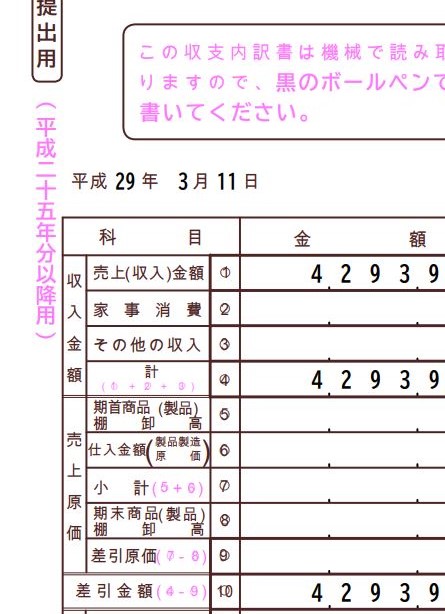 提出用
（平成二十五年分以降用）
この収支内訳書は機械で読み取
りますので、黒のボールペンで
書いてください。
平成 29 年 3 月 11 日
科 目 金 額
収入金額
売上(収入)金額 ① 4 2 9 3 9
家事消費 ②
その他の収入 ③
計 (①+②+③) ④ 4 2 9 3 9
売上原価
期首商品(製品)棚卸高 ⑤
仕入金額(製品製造原価) ⑥
小計(5+6) ⑦
期末商品(製品)棚卸高 ⑧
差引原価(7-8) ⑨
差引金額(4-9) ⑩ 4 2 9 3 9